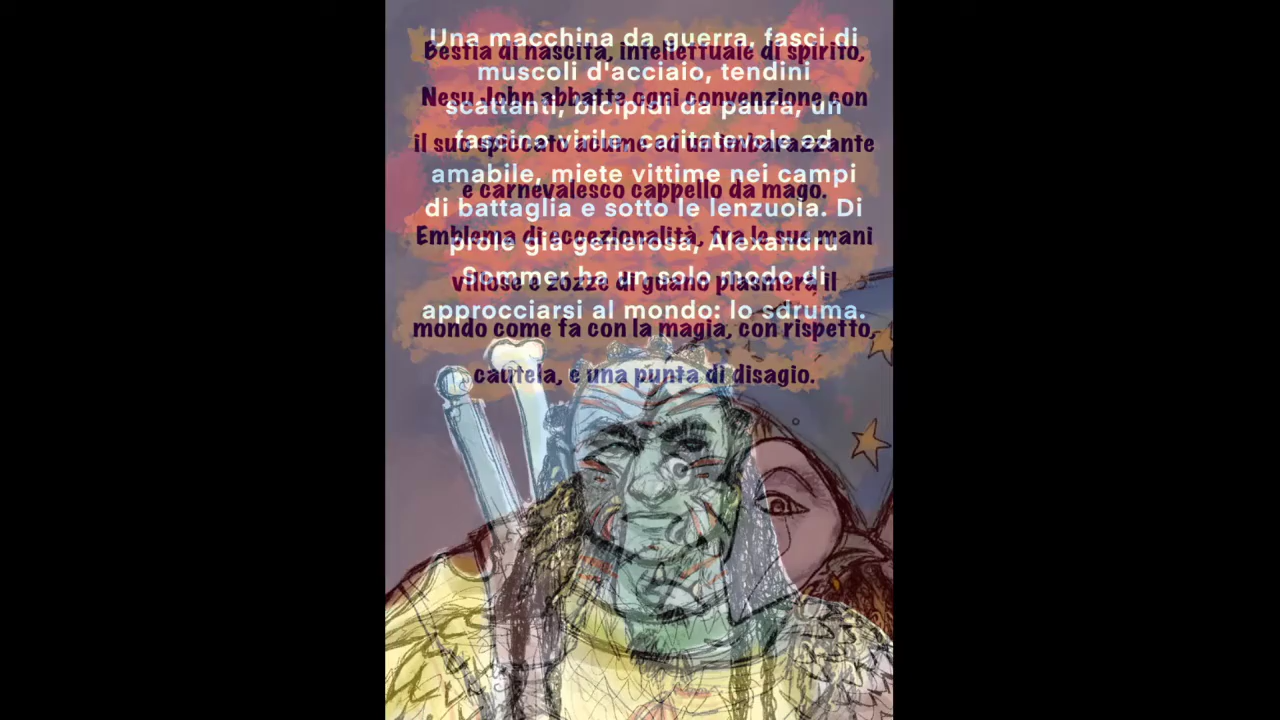 Una macchina da guerra, fasci di
muscoli d'acciaio, tendini
scattanti, bicipidi da paura, un
fascino virile, caritatevole ed
amabile, miete vittime nei campi
di battaglia e sotto le lenzuola. Di
prole già generosa, Alexandru
Sommer ha un solo modo di
approcciarsi al mondo: lo sdruma.
Bestia di nascita, intellettuale di spirito,
Nesu John abbatte ogni convenzione con
il suo spiccato acume ed un imbarazzante
e carnevalesco cappello da mago.
Emblema di eccezionalità, fra le sue mani
villose e zozze di guano plasmerà il
mondo come fa con la magia, con rispetto,
cautela, e una punta di disagio.